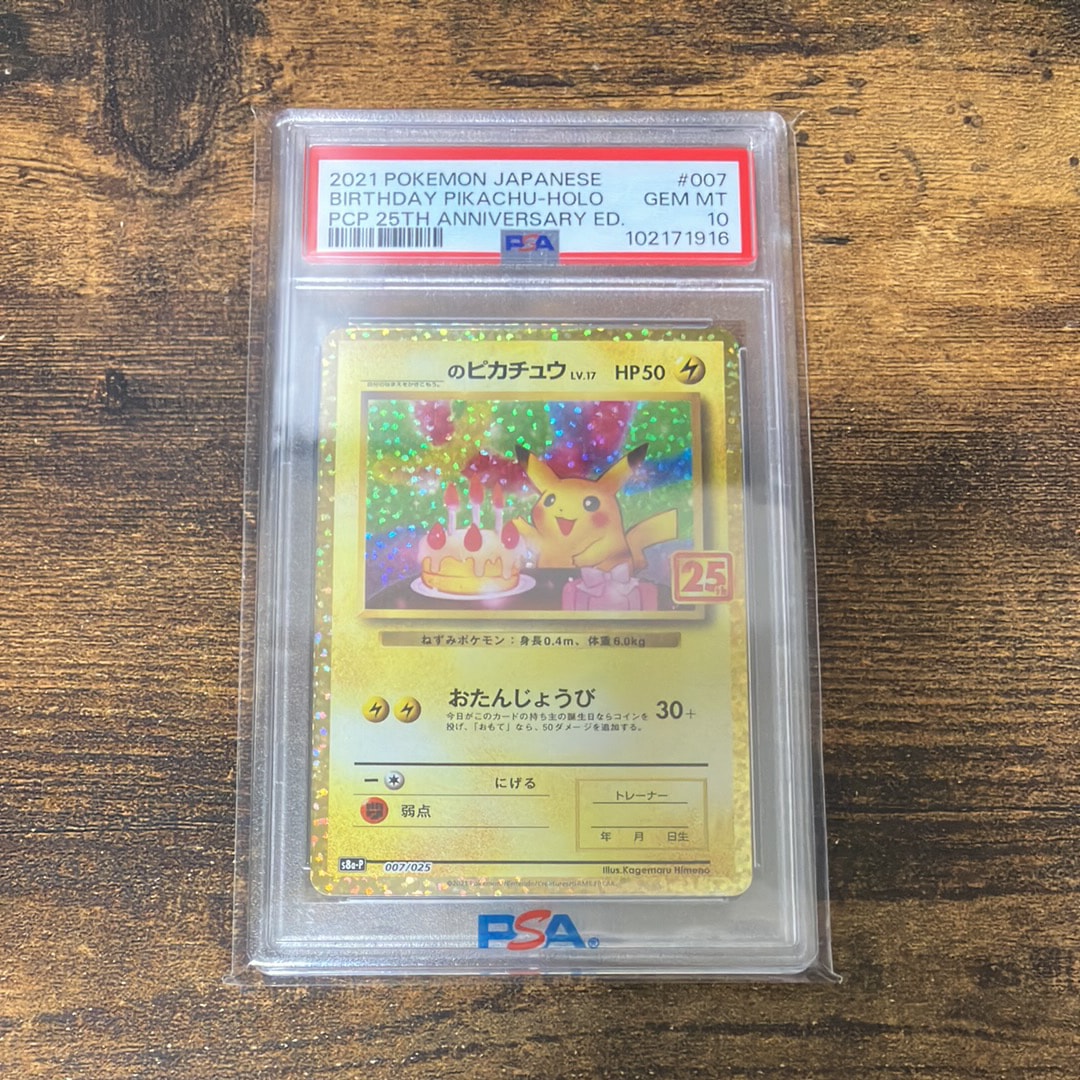 2021 POKEMON JAPANESE #007
BIRTHDAY PIKACHU-HOLO GEM MT
PCP 25TH ANNIVERSARY ED. 10
PSA 102171916
のピカチュウ LV.17 HP50
25th
ねずみポケモン：身長0.4m、体重6.0kg
おたんじょうび 30+
今日がこのカードの持ち主の誕生日ならコインを
投げ、「おもて」なら、50ダメージを追加する。
ー にげる
弱点
トレーナー
年 月 日生
s8a-P 007/025
Illus.Kagemaru Himeno
PSA®